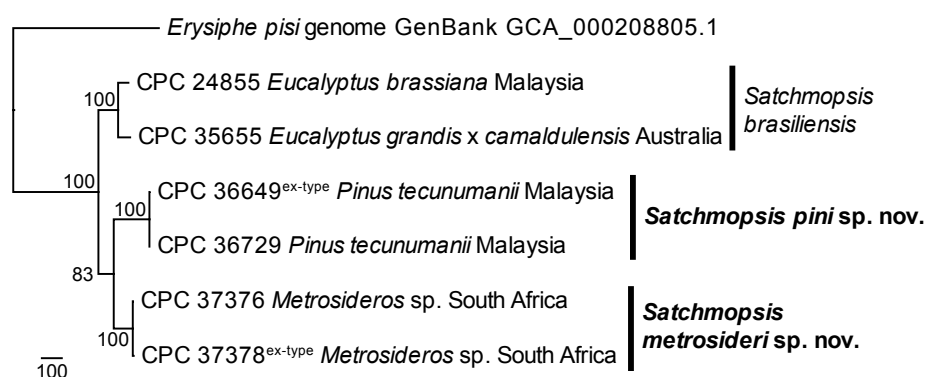 Erysiphe pisi genome GenBank GCA_000208805.1
CPC 24855 Eucalyptus brassiana Malaysia
100
Satchmopsis
brasiliensis
CPC 35655 Eucalyptus grandis x camaldulensis Australia
100
CPC 36649ex-type Pinus tecunumanii Malaysia
100
Satchmopsis pini sp. nov.
CPC 36729 Pinus tecunumanii Malaysia
83
CPC 37376 Metrosideros sp. South Africa
Satchmopsis
metrosideri sp. nov.
100
CPC 37378ex-type Metrosideros sp. South Africa
100